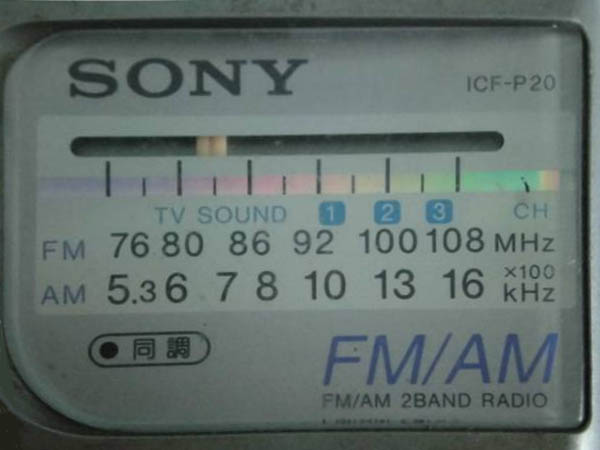 SONY ICF-P20
TV SOUND 1 2 3 CH
FM 76 80 86 92 100 108 MHz
AM 5.3 6 7 8 10 13 16 ×100 kHz
同調
FM/AM
FM/AM 2BAND RADIO